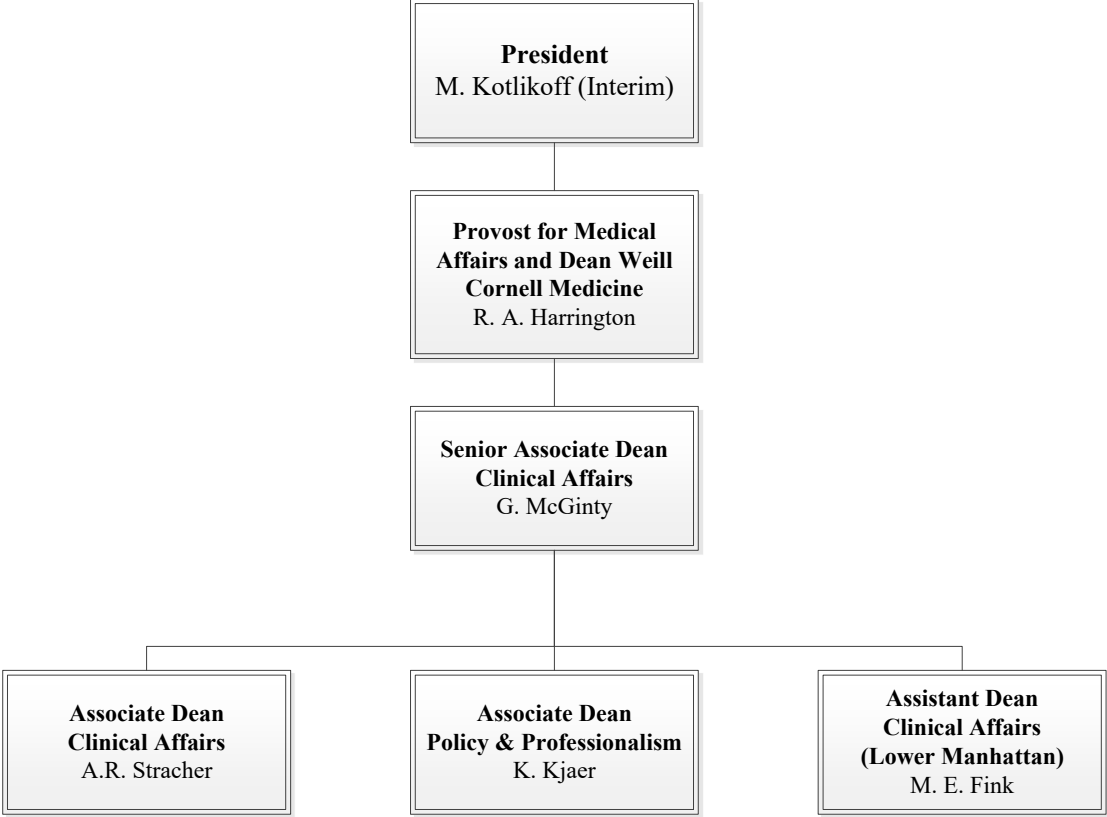 President
M. Kotlikoff (Interim)
Provost for Medical
Affairs and Dean Weill
Cornell Medicine
R. A. Harrington
Senior Associate Dean
Clinical Affairs
G. McGinty
Associate Dean
Clinical Affairs
A.R. Stracher
Associate Dean
Policy & Professionalism
K. Kjaer
Assistant Dean
Clinical Affairs
(Lower Manhattan)
M. E. Fink